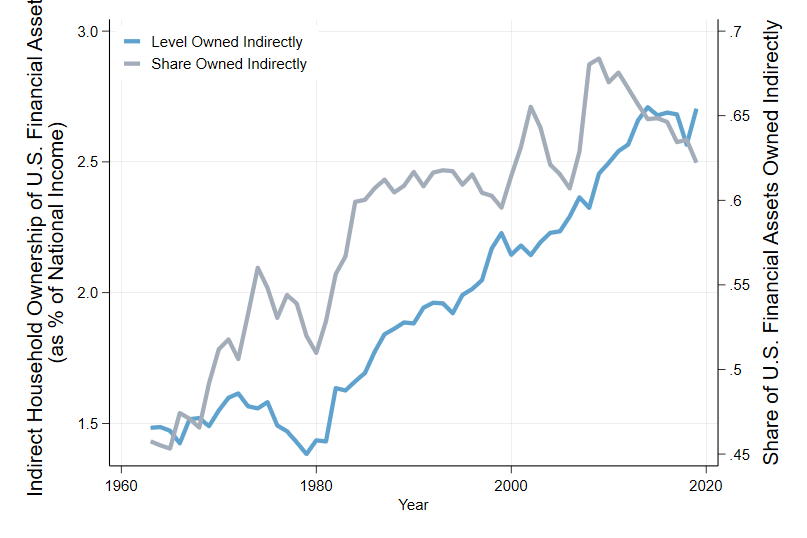 Level Owned Indirectly
Share Owned Indirectly
Indirect Household Ownership of U.S. Financial Asset
(as % of National Income)
3.0
2.5
2.0
1.5
.7
.65
.6
.55
.5
.45
Share of U.S. Financial Assets Owned Indirectly
1960
1980
2000
2020
Year